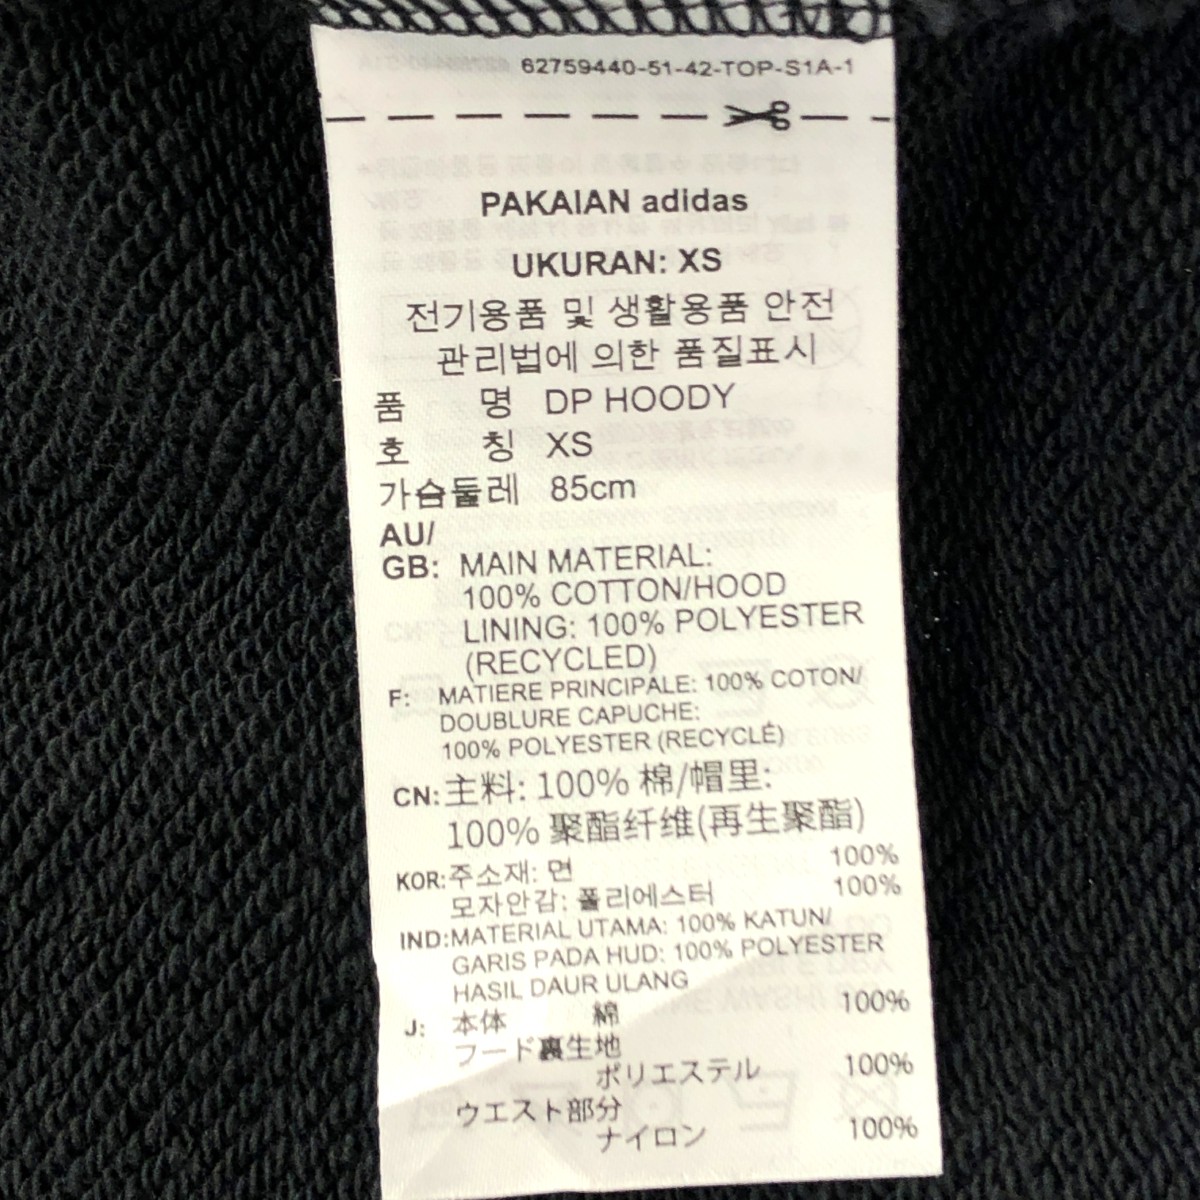 62759440-51-42-TOP-S1A-1
PAKAIAN adidas
UKURAN: XS
전기용품 및 생활용품 안전
관리법에 의한 품질표시
품 명 DP HOODY
호 칭 XS
가슴둘레 85cm
AU/
GB: MAIN MATERIAL:
100% COTTON/HOOD
LINING: 100% POLYESTER
(RECYCLED)
F: MATIERE PRINCIPALE: 100% COTON/
DOUBLURE CAPUCHE:
100% POLYESTER (RECYCLÉ)
CN: 主料: 100% 棉/帽里:
100% 聚酯纤维(再生聚酯)
KOR: 주소재: 면 100%
모자안감: 폴리에스터 100%
IND: MATERIAL UTAMA: 100% KATUN/
GARIS PADA HUD: 100% POLYESTER
HASIL DAUR ULANG
J: 本体 綿 100%
フード裏生地
ポリエステル 100%
ウエスト部分
ナイロン 100%